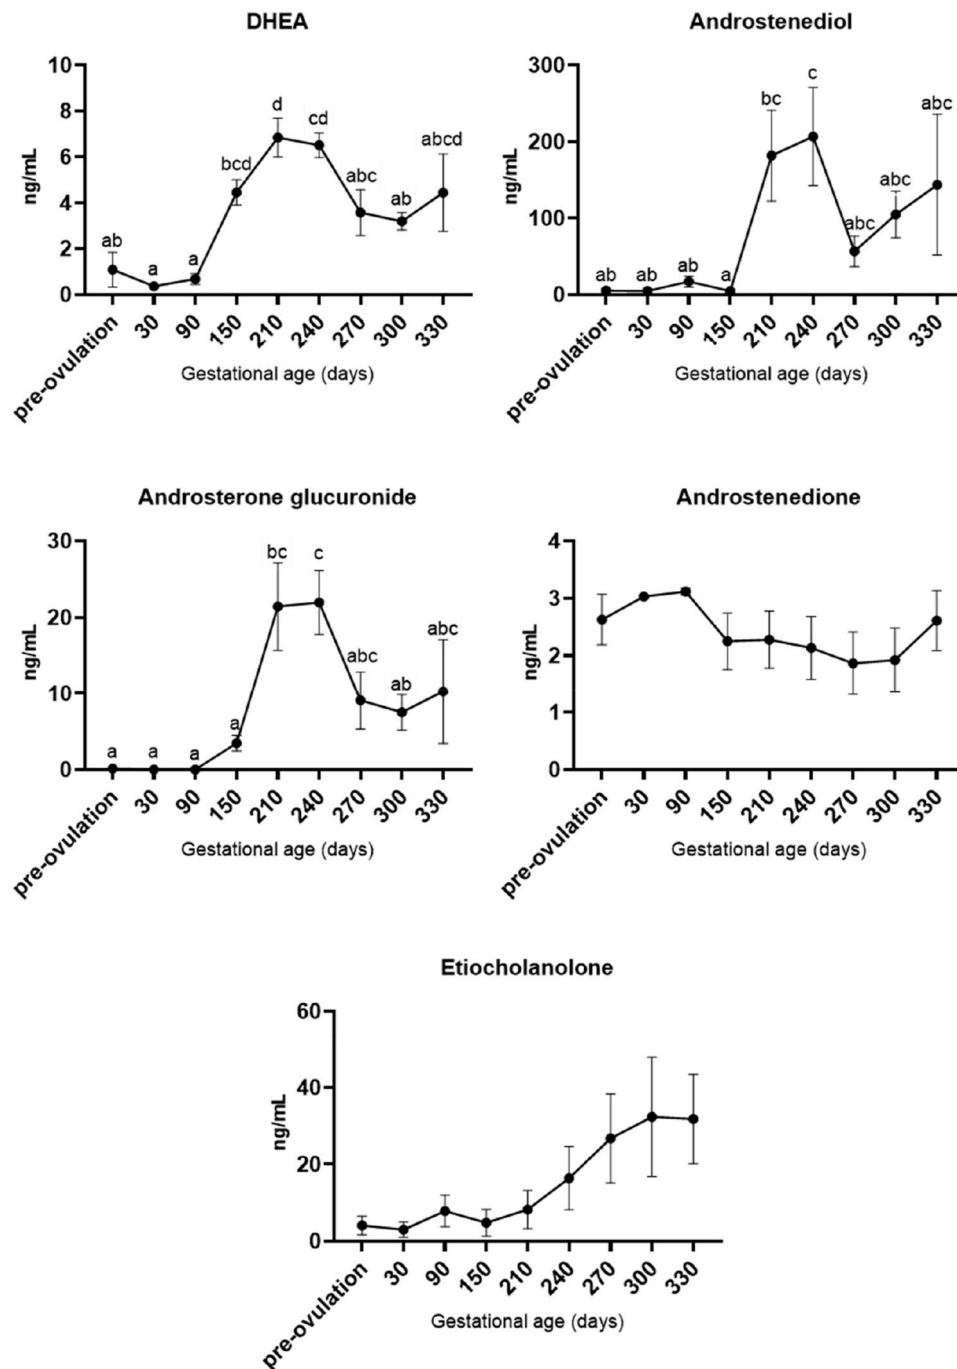 DHEA
10
8
6
4
2
0
ng/mL
ab
a
a
bcd
d
cd
abc
ab
abcd
pre-ovulation
30
90
150
210
240
270
300
330
Gestational age (days)
Androstenediol
300
200
100
0
ng/mL
ab
ab
ab
a
bc
c
abc
abc
abc
pre-ovulation
30
90
150
210
240
270
300
330
Gestational age (days)
Androsterone glucuronide
30
20
10
0
ng/mL
a
a
a
a
bc
c
abc
ab
abc
pre-ovulation
30
90
150
210
240
270
300
330
Gestational age (days)
Androstenedione
4
3
2
1
0
ng/mL
pre-ovulation
30
90
150
210
240
270
300
330
Gestational age (days)
Etiocholanolone
60
40
20
0
ng/mL
pre-ovulation
30
90
150
210
240
270
300
330
Gestational age (days)